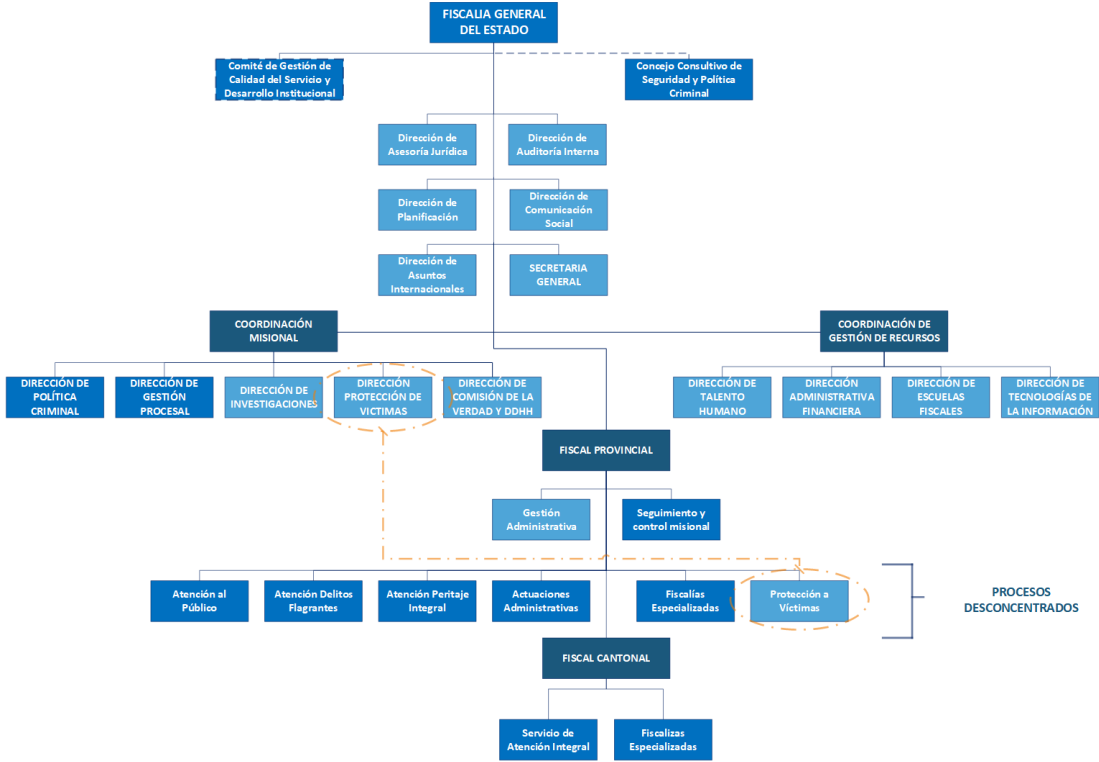 FISCALIA GENERAL
DEL ESTADO
Comité de Gestión de
Calidad del Servicio y
Desarrollo Institucional
Concejo Consultivo de
Seguridad y Política
Criminal
Dirección de
Asesoría Jurídica
Dirección de
Auditoría Interna
Dirección de
Planificación
Dirección de
Comunicación
Social
Dirección de
Asuntos
Internacionales
SECRETARIA
GENERAL
COORDINACIÓN
MISIONAL
COORDINACIÓN DE
GESTIÓN DE RECURSOS
DIRECCIÓN DE
POLÍTICA
CRIMINAL
DIRECCIÓN DE
GESTIÓN
PROCESAL
DIRECCIÓN DE
INVESTIGACIONES
DIRECCIÓN
PROTECCIÓN DE
VICTIMAS
DIRECCIÓN DE
COMISIÓN DE LA
VERDAD Y DDHH
DIRECCIÓN DE
TALENTO
HUMANO
DIRECCIÓN
ADMINISTRATIVA
FINANCIERA
DIRECCIÓN DE
ESCUELAS
FISCALES
DIRECCIÓN DE
TECNOLOGÍAS DE
LA INFORMACIÓN
FISCAL PROVINCIAL
Gestión
Administrativa
Seguimiento y
control misional
Atención al
Público
Atención Delitos
Flagrantes
Atención Peritaje
Integral
Actuaciones
Administrativas
Fiscalías
Especializadas
Protección a
Víctimas
PROCESOS
DESCONCENTRADOS
FISCAL CANTONAL
Servicio de
Atención Integral
Fiscalizas
Especializadas